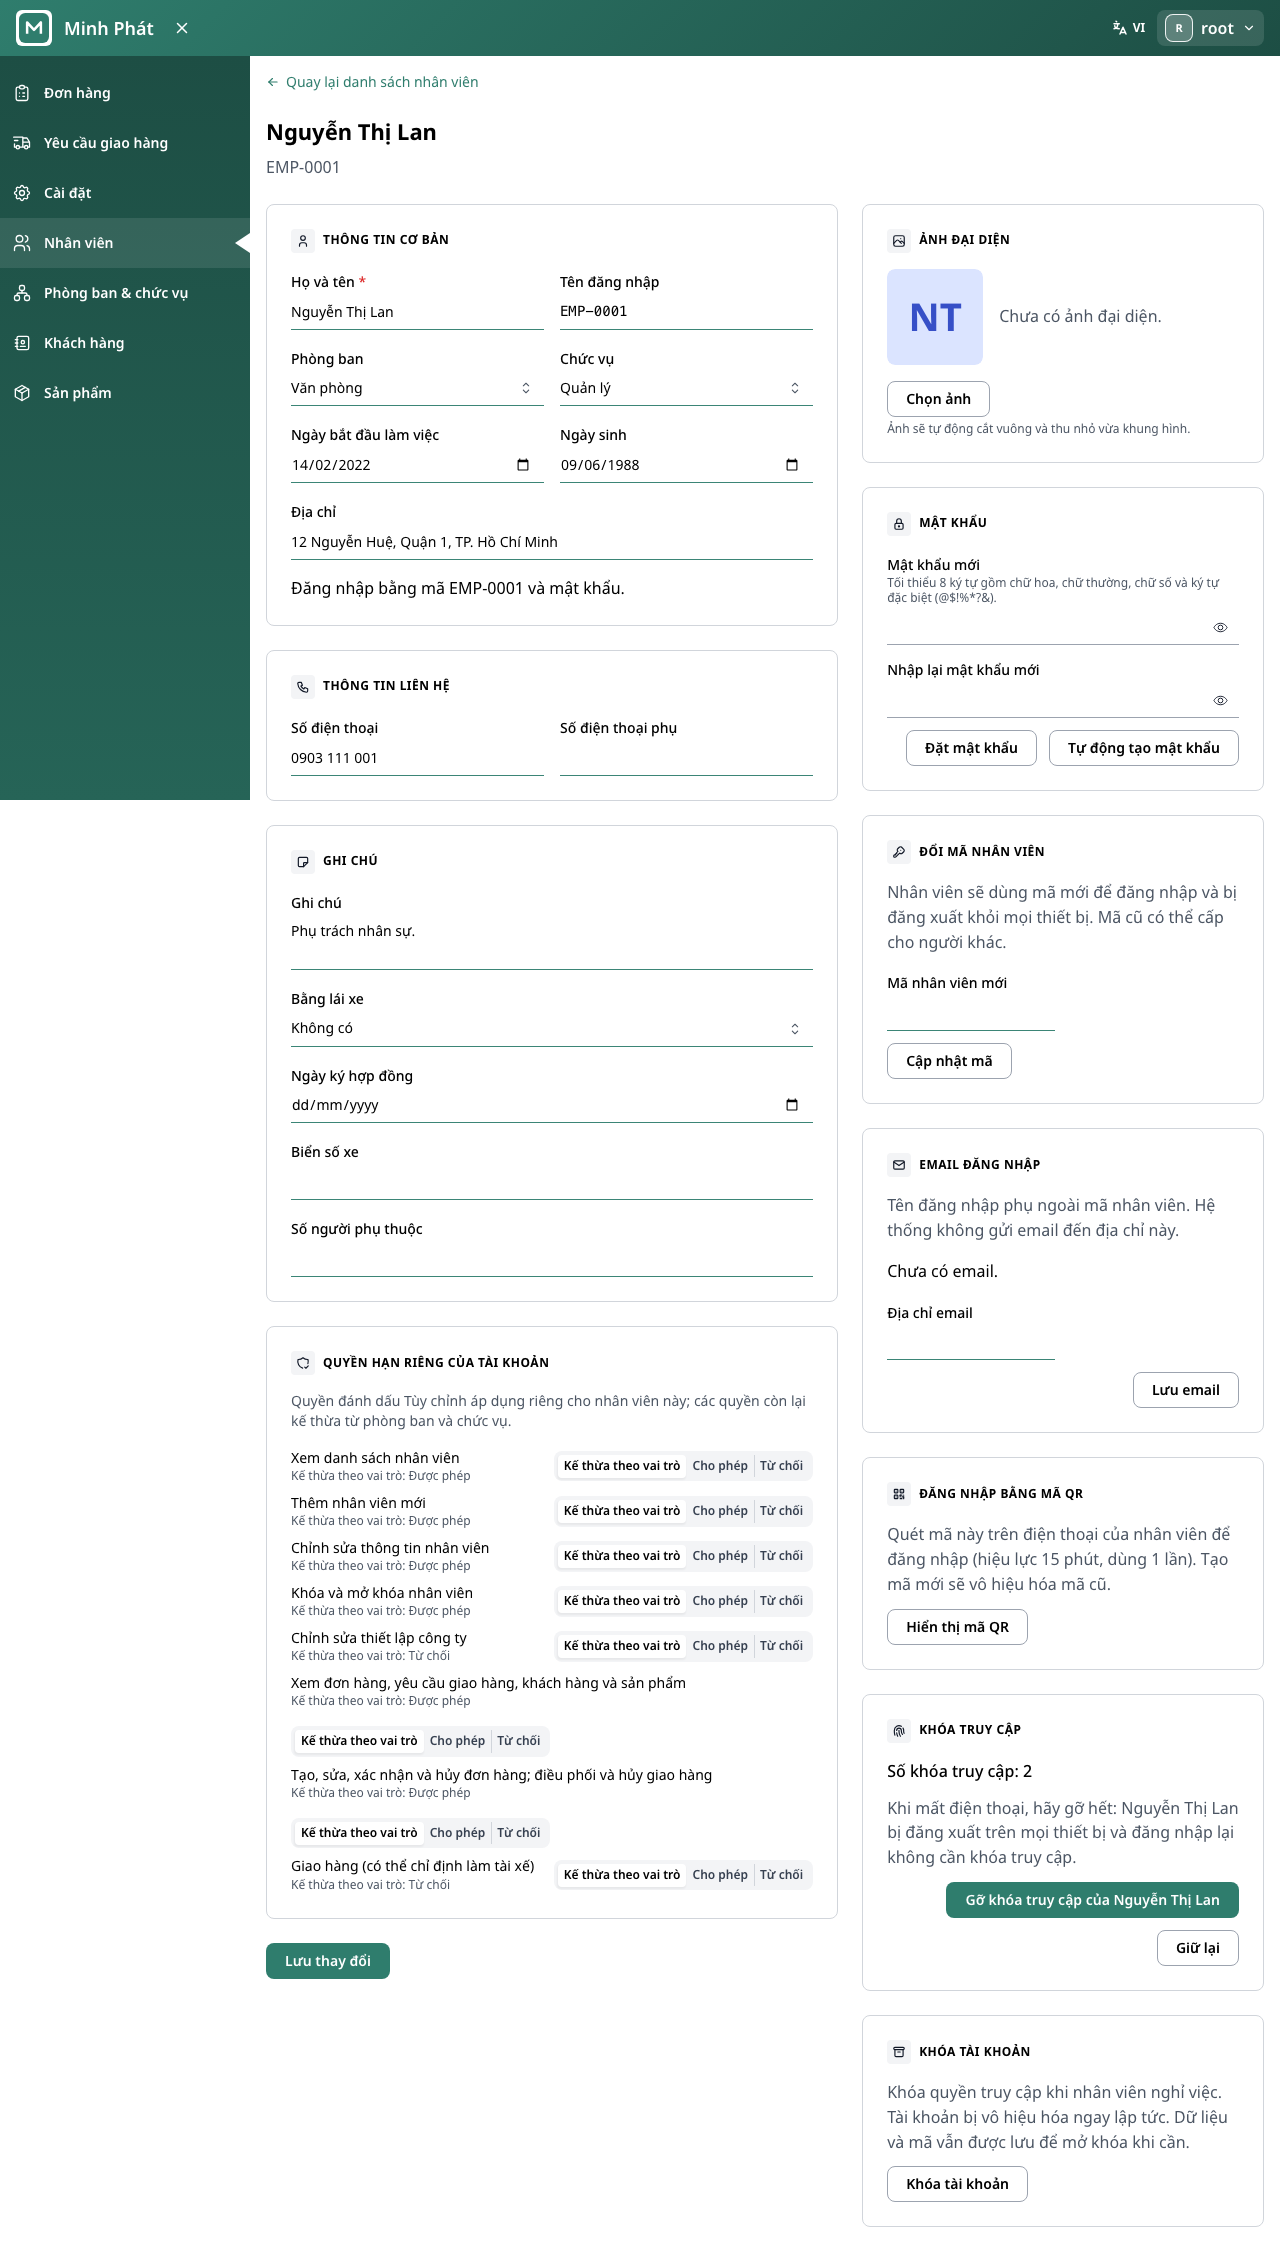 Minh Phát
VI
R
root
Đơn hàng
Yêu cầu giao hàng
Cài đặt
Nhân viên
Phòng ban & chức vụ
Khách hàng
Sản phẩm
Quay lại danh sách nhân viên
Nguyễn Thị Lan
EMP-0001
THÔNG TIN CƠ BẢN
Họ và tên *
Nguyễn Thị Lan
Tên đăng nhập
EMP-0001
Phòng ban
Văn phòng
Chức vụ
Quản lý
Ngày bắt đầu làm việc
14/02/2022
Ngày sinh
09/06/1988
Địa chỉ
12 Nguyễn Huệ, Quận 1, TP. Hồ Chí Minh
Đăng nhập bằng mã EMP-0001 và mật khẩu.
THÔNG TIN LIÊN HỆ
Số điện thoại
0903 111 001
Số điện thoại phụ
GHI CHÚ
Ghi chú
Phụ trách nhân sự.
Bằng lái xe
Không có
Ngày ký hợp đồng
dd/mm/yyyy
Biển số xe
Số người phụ thuộc
QUYỀN HẠN RIÊNG CỦA TÀI KHOẢN
Quyền đánh dấu Tùy chỉnh áp dụng riêng cho nhân viên này; các quyền còn lại
kế thừa từ phòng ban và chức vụ.
Xem danh sách nhân viên
Kế thừa theo vai trò: Được phép
Kế thừa theo vai trò Cho phép Từ chối
Thêm nhân viên mới
Kế thừa theo vai trò: Được phép
Kế thừa theo vai trò Cho phép Từ chối
Chỉnh sửa thông tin nhân viên
Kế thừa theo vai trò: Được phép
Kế thừa theo vai trò Cho phép Từ chối
Khóa và mở khóa nhân viên
Kế thừa theo vai trò: Được phép
Kế thừa theo vai trò Cho phép Từ chối
Chỉnh sửa thiết lập công ty
Kế thừa theo vai trò: Từ chối
Kế thừa theo vai trò Cho phép Từ chối
Xem đơn hàng, yêu cầu giao hàng, khách hàng và sản phẩm
Kế thừa theo vai trò: Được phép
Kế thừa theo vai trò Cho phép Từ chối
Tạo, sửa, xác nhận và hủy đơn hàng; điều phối và hủy giao hàng
Kế thừa theo vai trò: Được phép
Kế thừa theo vai trò Cho phép Từ chối
Giao hàng (có thể chỉ định làm tài xế)
Kế thừa theo vai trò: Từ chối
Kế thừa theo vai trò Cho phép Từ chối
Lưu thay đổi
ẢNH ĐẠI DIỆN
NT
Chưa có ảnh đại diện.
Chọn ảnh
Ảnh sẽ tự động cắt vuông và thu nhỏ vừa khung hình.
MẬT KHẨU
Mật khẩu mới
Tối thiểu 8 ký tự gồm chữ hoa, chữ thường, chữ số và ký tự
đặc biệt (@$!%*?&).
Nhập lại mật khẩu mới
Đặt mật khẩu
Tự động tạo mật khẩu
ĐỔI MÃ NHÂN VIÊN
Nhân viên sẽ dùng mã mới để đăng nhập và bị
đăng xuất khỏi mọi thiết bị. Mã cũ có thể cấp
cho người khác.
Mã nhân viên mới
Cập nhật mã
EMAIL ĐĂNG NHẬP
Tên đăng nhập phụ ngoài mã nhân viên. Hệ
thống không gửi email đến địa chỉ này.
Chưa có email.
Địa chỉ email
Lưu email
ĐĂNG NHẬP BẰNG MÃ QR
Quét mã này trên điện thoại của nhân viên để
đăng nhập (hiệu lực 15 phút, dùng 1 lần). Tạo
mã mới sẽ vô hiệu hóa mã cũ.
Hiển thị mã QR
KHÓA TRUY CẬP
Số khóa truy cập: 2
Khi mất điện thoại, hãy gỡ hết: Nguyễn Thị Lan
bị đăng xuất trên mọi thiết bị và đăng nhập lại
không cần khóa truy cập.
Gỡ khóa truy cập của Nguyễn Thị Lan
Giữ lại
KHÓA TÀI KHOẢN
Khóa quyền truy cập khi nhân viên nghỉ việc.
Tài khoản bị vô hiệu hóa ngay lập tức. Dữ liệu
và mã vẫn được lưu để mở khóa khi cần.
Khóa tài khoản